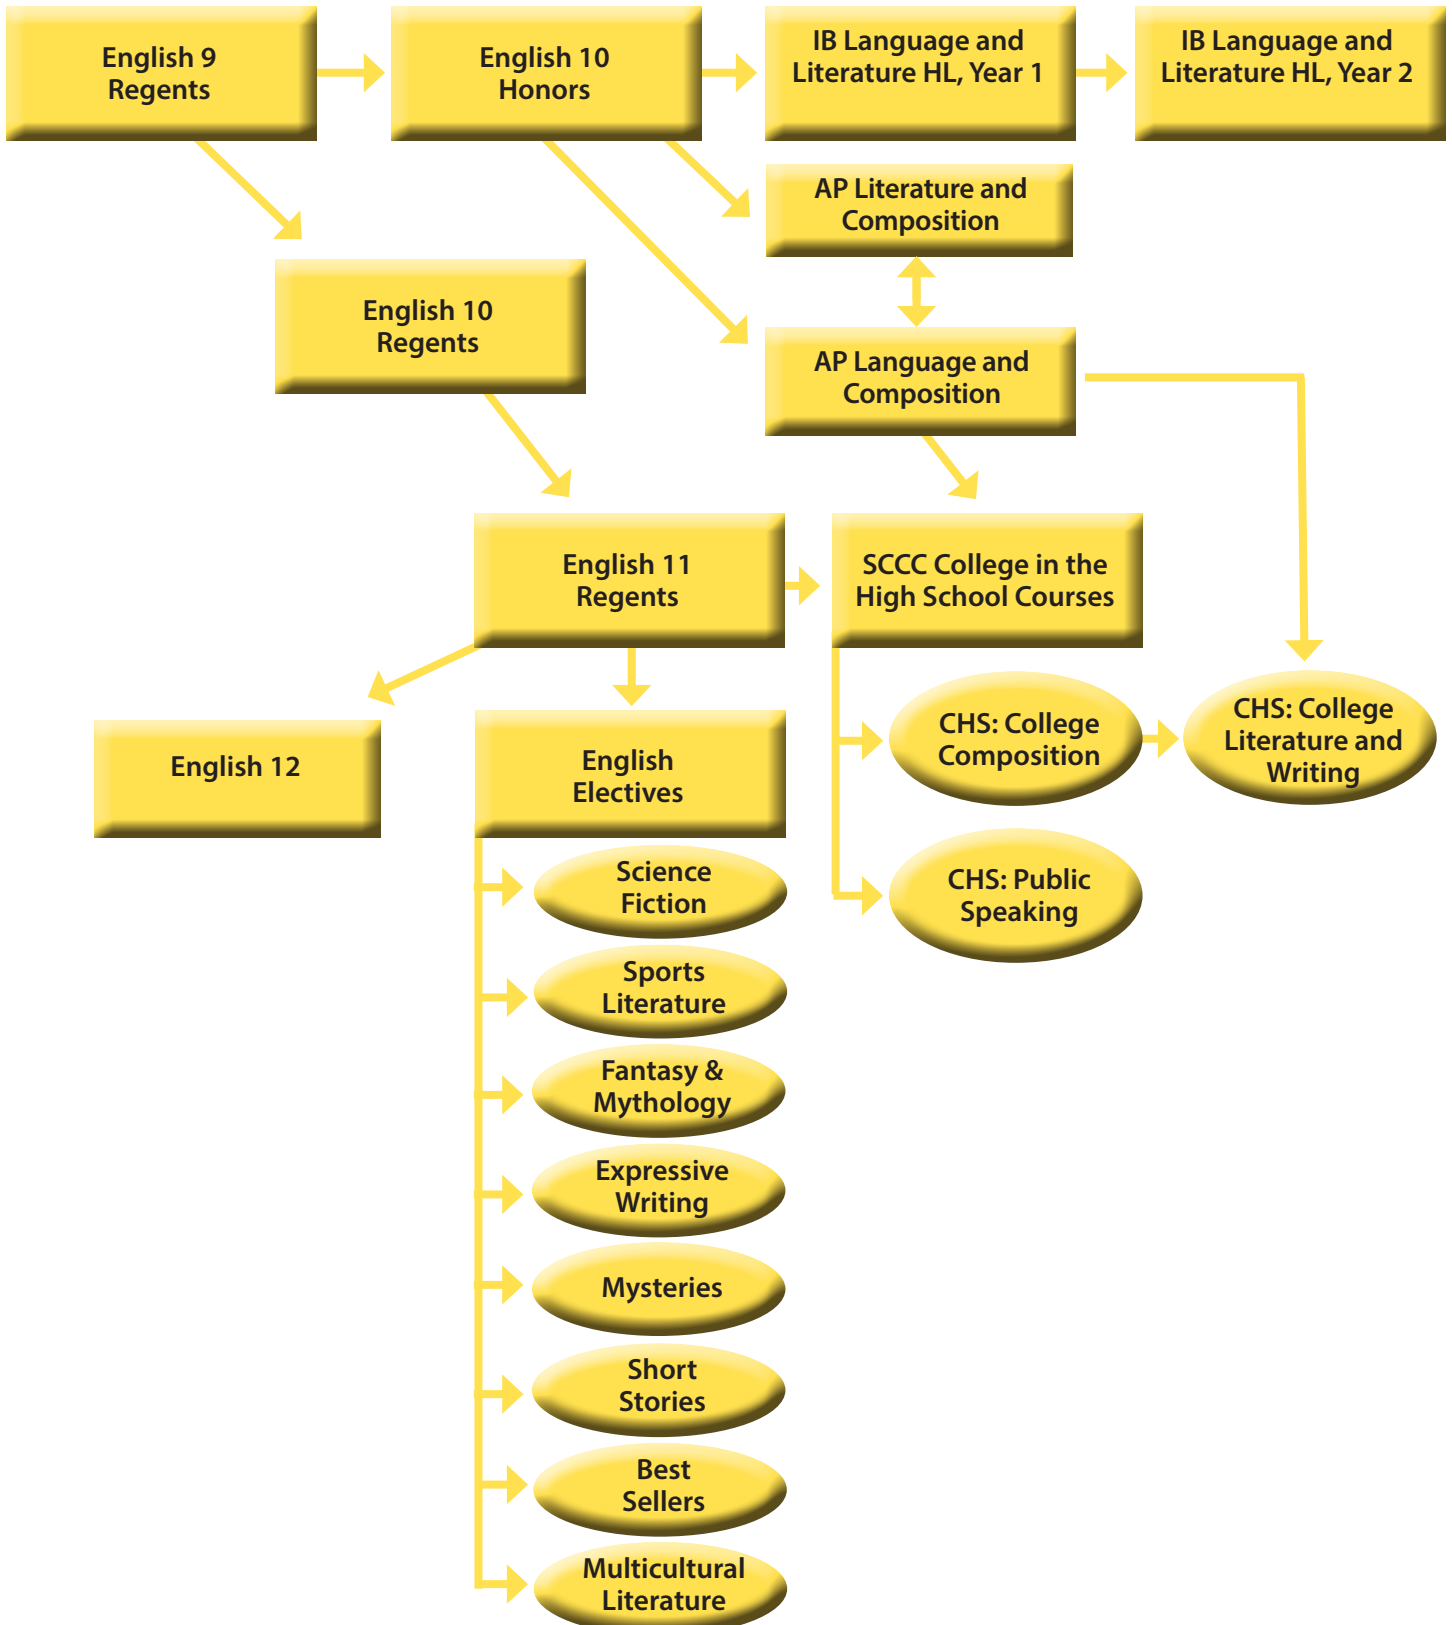 English 9
Regents
English 10
Honors
IB Language and
Literature HL, Year 1
IB Language and
Literature HL, Year 2
AP Literature and
Composition
English 10
Regents
AP Language and
Composition
English 11
Regents
SCCC College in the
High School Courses
English 12
English
Electives
CHS: College
Composition
CHS: College
Literature and
Writing
CHS: Public
Speaking
Science
Fiction
Sports
Literature
Fantasy &
Mythology
Expressive
Writing
Mysteries
Short
Stories
Best
Sellers
Multicultural
Literature